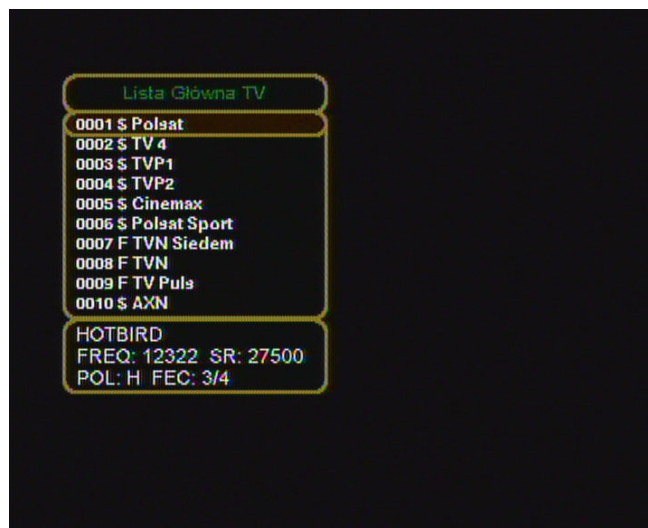 Lista Główna TV
0001 $ Polsat
0002 $ TV 4
0003 $ TVP1
0004 $ TVP2
0005 $ Cinemax
0006 $ Polsat Sport
0007 F TVN Siedem
0008 F TVN
0009 F TV Puls
0010 $ AXN
HOTBIRD
FREQ: 12322 SR: 27500
POL: H FEC: 3/4